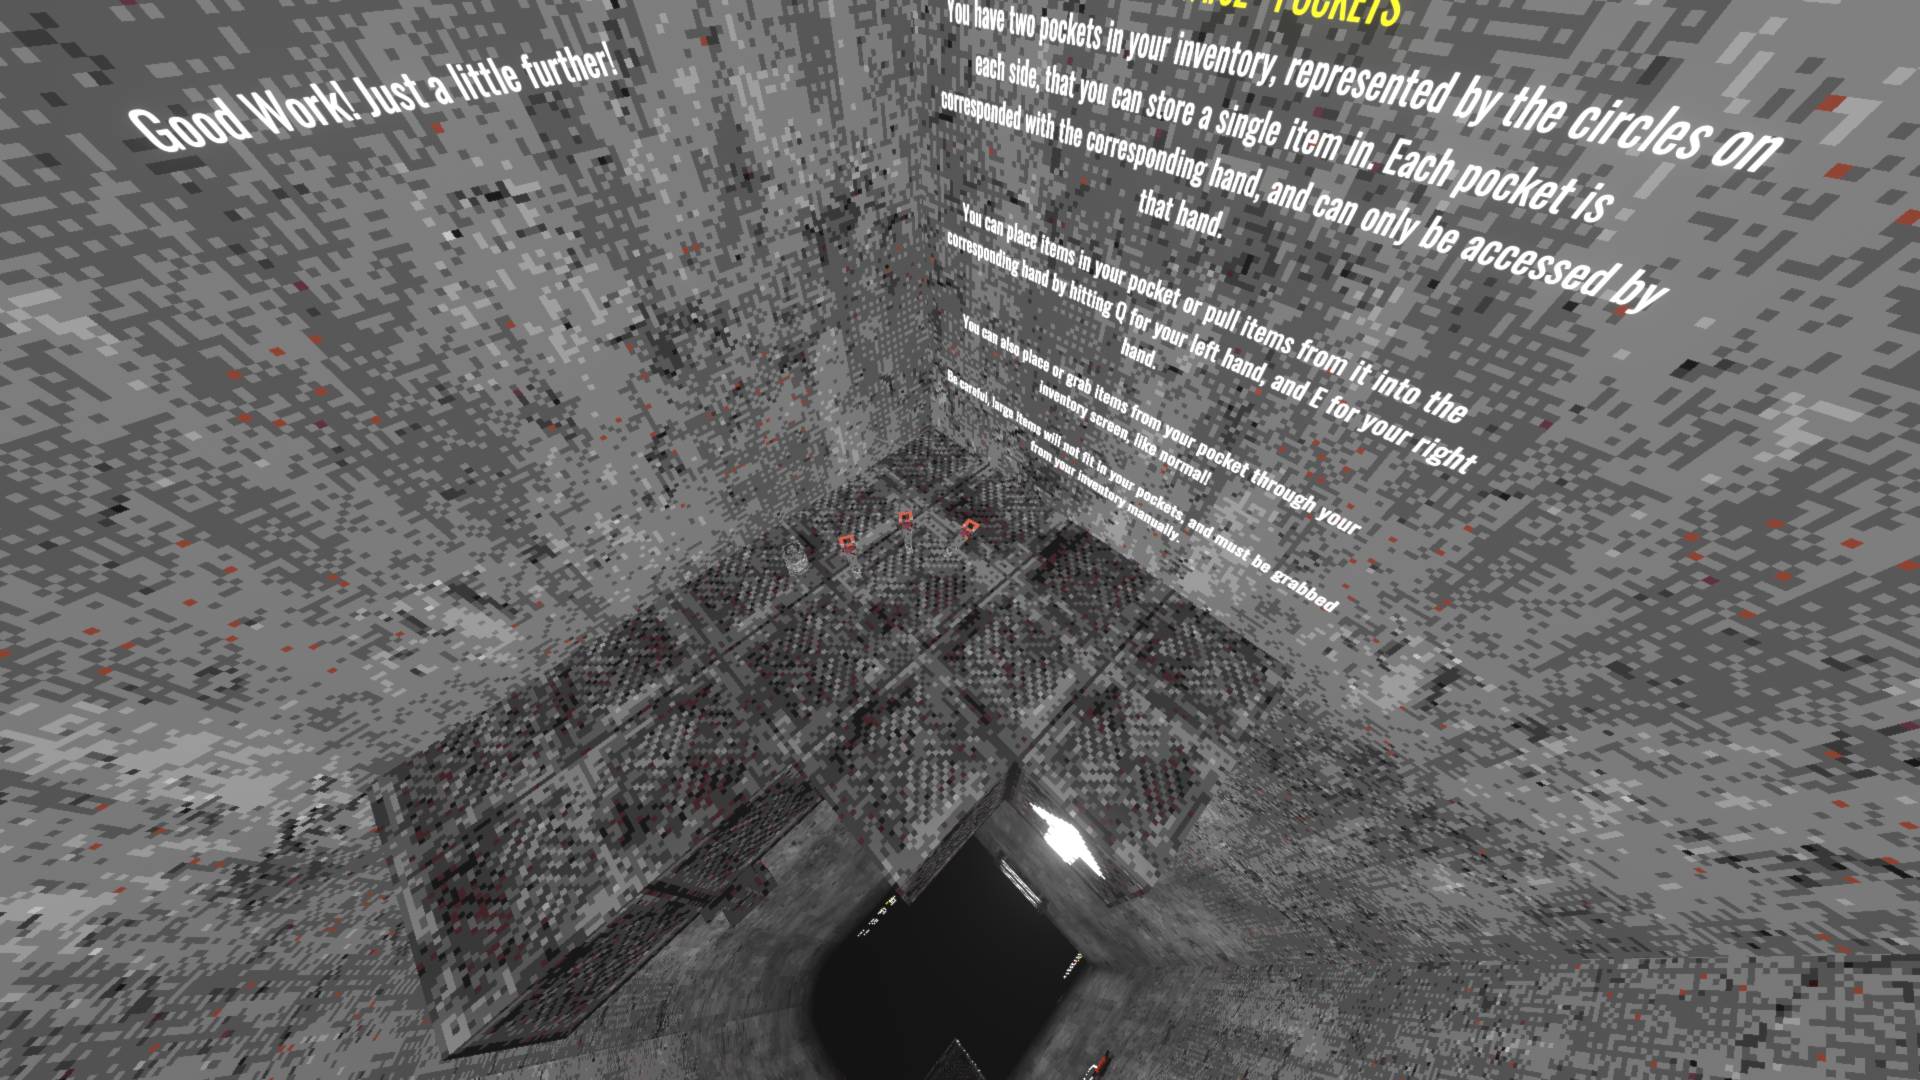 Good Work! Just a little further!
POCKETS
You have two pockets in your inventory, represented by the circles on
each side, that you can store a single item in. Each pocket is
corresponded with the corresponding hand, and can only be accessed by
that hand.
You can place items in your pocket or pull items from it into the
corresponding hand by hitting Q for your left hand, and E for your right
hand.
You can also place or grab items from your pocket through your
inventory screen, like normal!
Be careful, large items will not fit in your pockets, and must be grabbed
from your inventory manually.